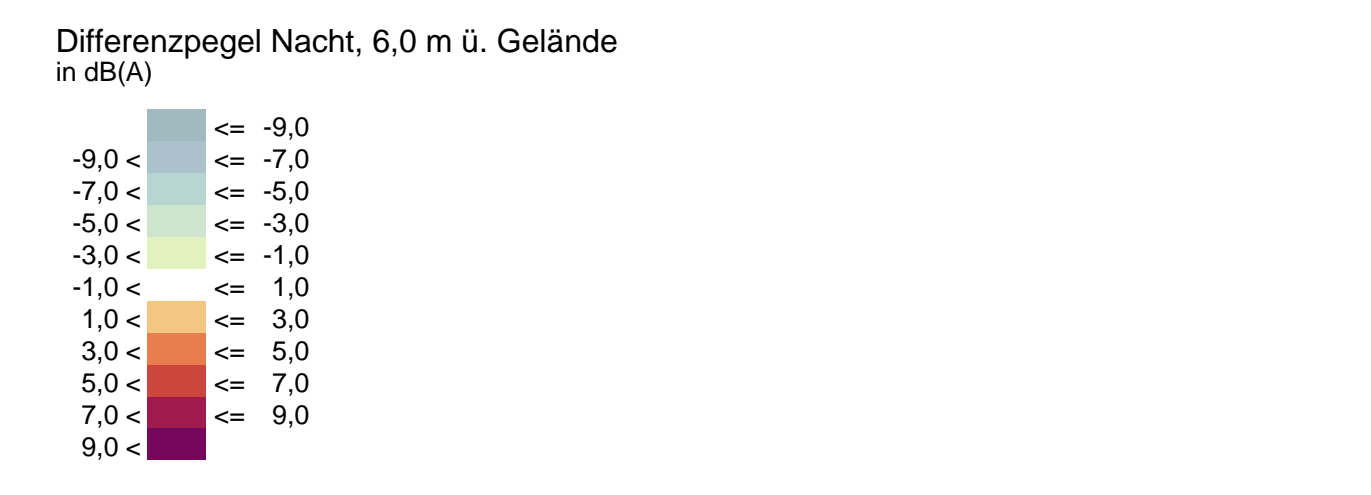 Differenzpegel Nacht, 6,0 m ü. Gelände
in dB(A)
<= -9,0
-9,0 < <= -7,0
-7,0 < <= -5,0
-5,0 < <= -3,0
-3,0 < <= -1,0
-1,0 < <= 1,0
1,0 < <= 3,0
3,0 < <= 5,0
5,0 < <= 7,0
7,0 < <= 9,0
9,0 <